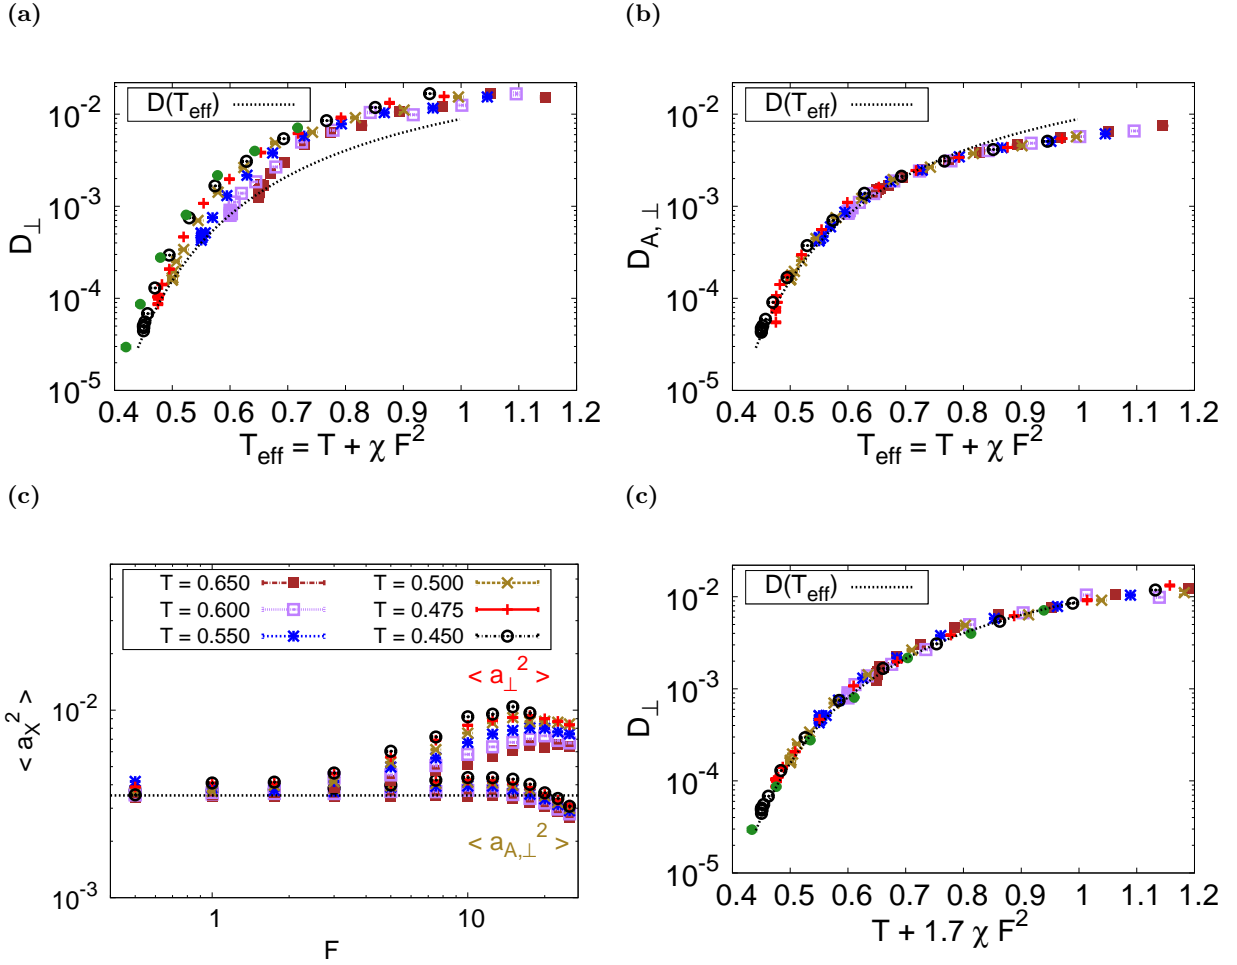 (a)
D(T_eff)
10^-2
10^-3
10^-4
10^-5
D_⊥
0.4 0.5 0.6 0.7 0.8 0.9 1 1.1 1.2
T_eff = T + χ F^2
(b)
D(T_eff)
10^-2
10^-3
10^-4
10^-5
D_A,⊥
0.4 0.5 0.6 0.7 0.8 0.9 1 1.1 1.2
T_eff = T + χ F^2
(c)
T = 0.650 T = 0.500
T = 0.600 T = 0.475
T = 0.550 T = 0.450
< a_⊥^2 >
10^-2
< a_x^2 >
< a_A,⊥^2 >
10^-3
1 10
F
(c)
D(T_eff)
10^-2
10^-3
10^-4
10^-5
D_⊥
0.4 0.5 0.6 0.7 0.8 0.9 1 1.1 1.2
T + 1.7 χ F^2